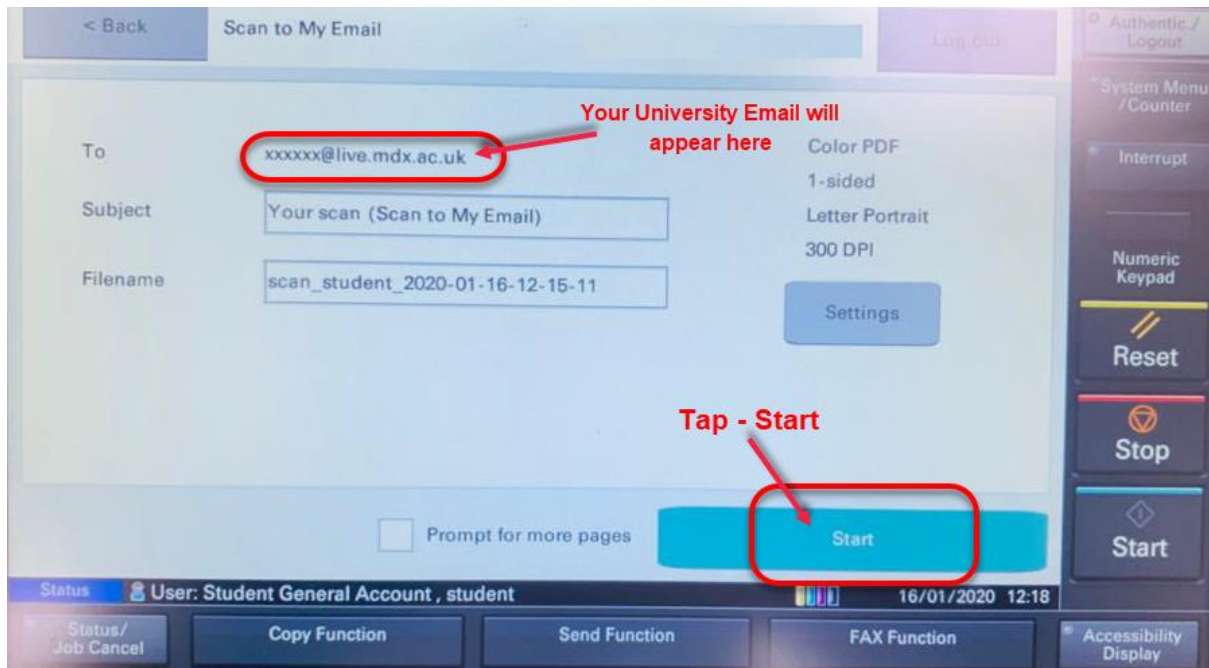 < Back
Scan to My Email
Log out
Authentic./
Logout
System Menu
/Counter
Your University Email will
appear here
To
xxxxxx@live.mdx.ac.uk
Color PDF
Interrupt
1-sided
Subject
Your scan (Scan to My Email)
Letter Portrait
300 DPI
Numeric
Keypad
Filename
scan_student_2020-01-16-12-15-11
Settings
Reset
Tap - Start
Stop
Prompt for more pages
Start
Start
Status
User: Student General Account , student
16/01/2020 12:18
Status/
Job Cancel
Copy Function
Send Function
FAX Function
Accessibility
Display